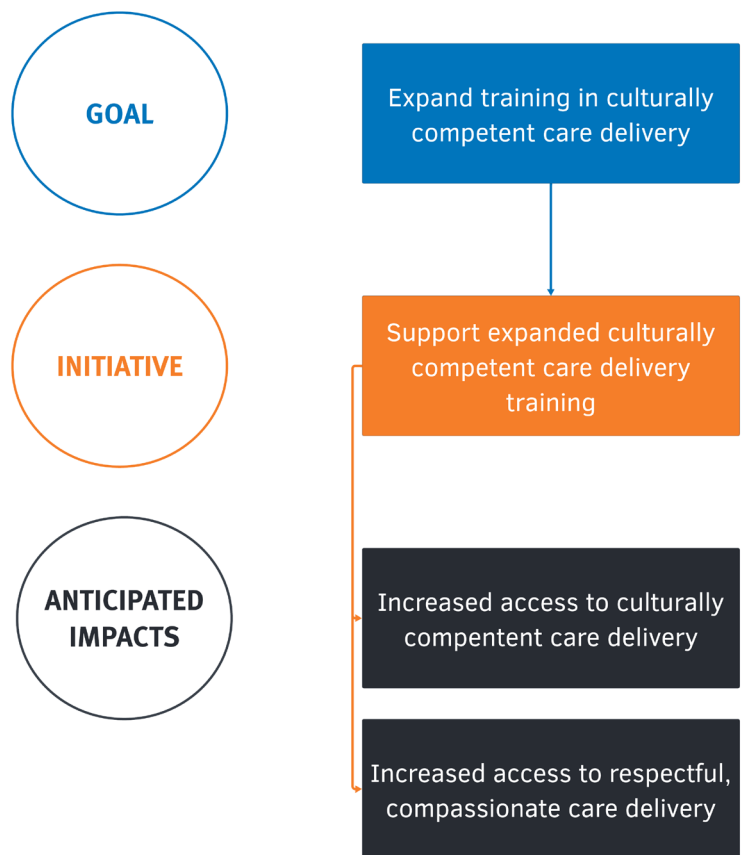 GOAL
Expand training in culturally
competent care delivery
INITIATIVE
Support expanded culturally
competent care delivery
training
ANTICIPATED
IMPACTS
Increased access to culturally
compentent care delivery
Increased access to respectful,
compassionate care delivery